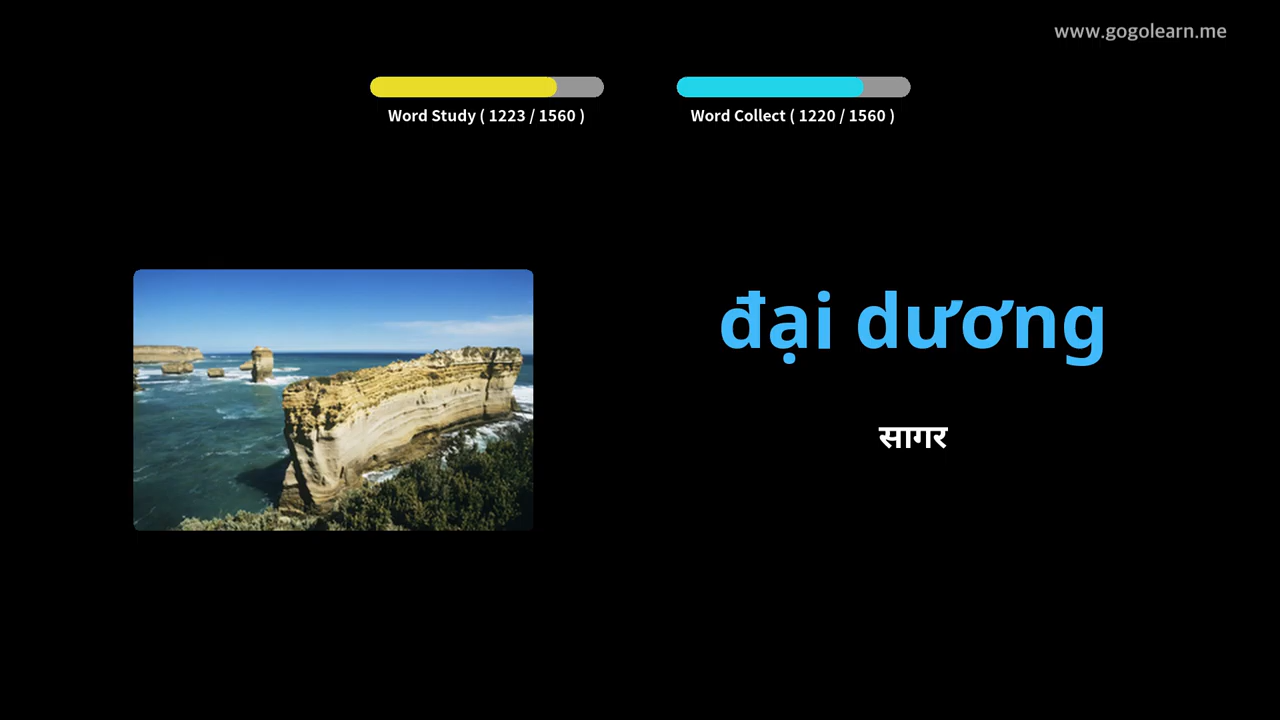 www.gogolearn.me
Word Study ( 1223 / 1560 )
Word Collect ( 1220 / 1560 )
đại dương
सागर